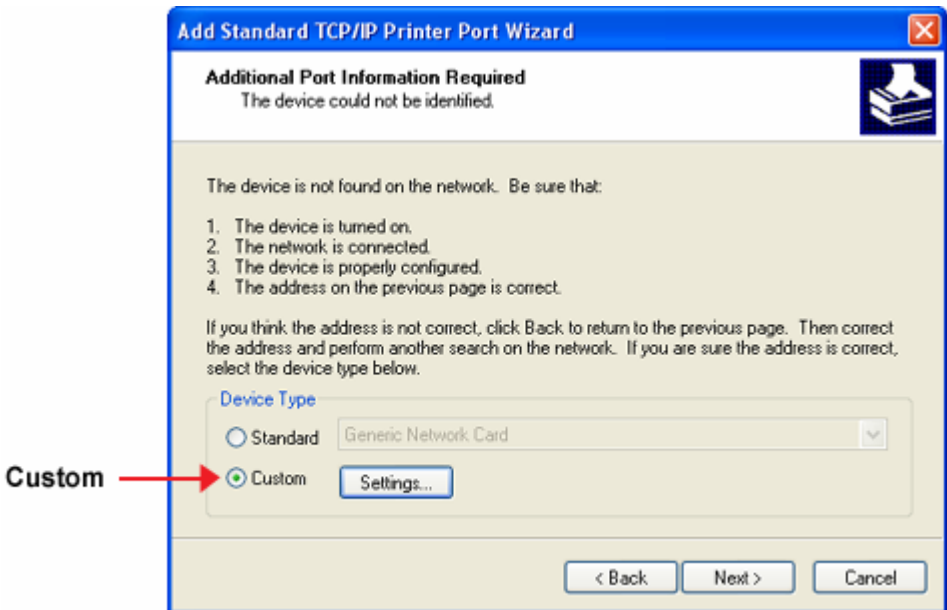 Add Standard TCP/IP Printer Port Wizard
Additional Port Information Required
The device could not be identified.
The device is not found on the network. Be sure that:
1. The device is turned on.
2. The network is connected.
3. The device is properly configured.
4. The address on the previous page is correct.
If you think the address is not correct, click Back to return to the previous page. Then correct
the address and perform another search on the network. If you are sure the address is correct,
select the device type below.
Device Type
Standard Generic Network Card
Custom Custom Settings...
< Back Next > Cancel